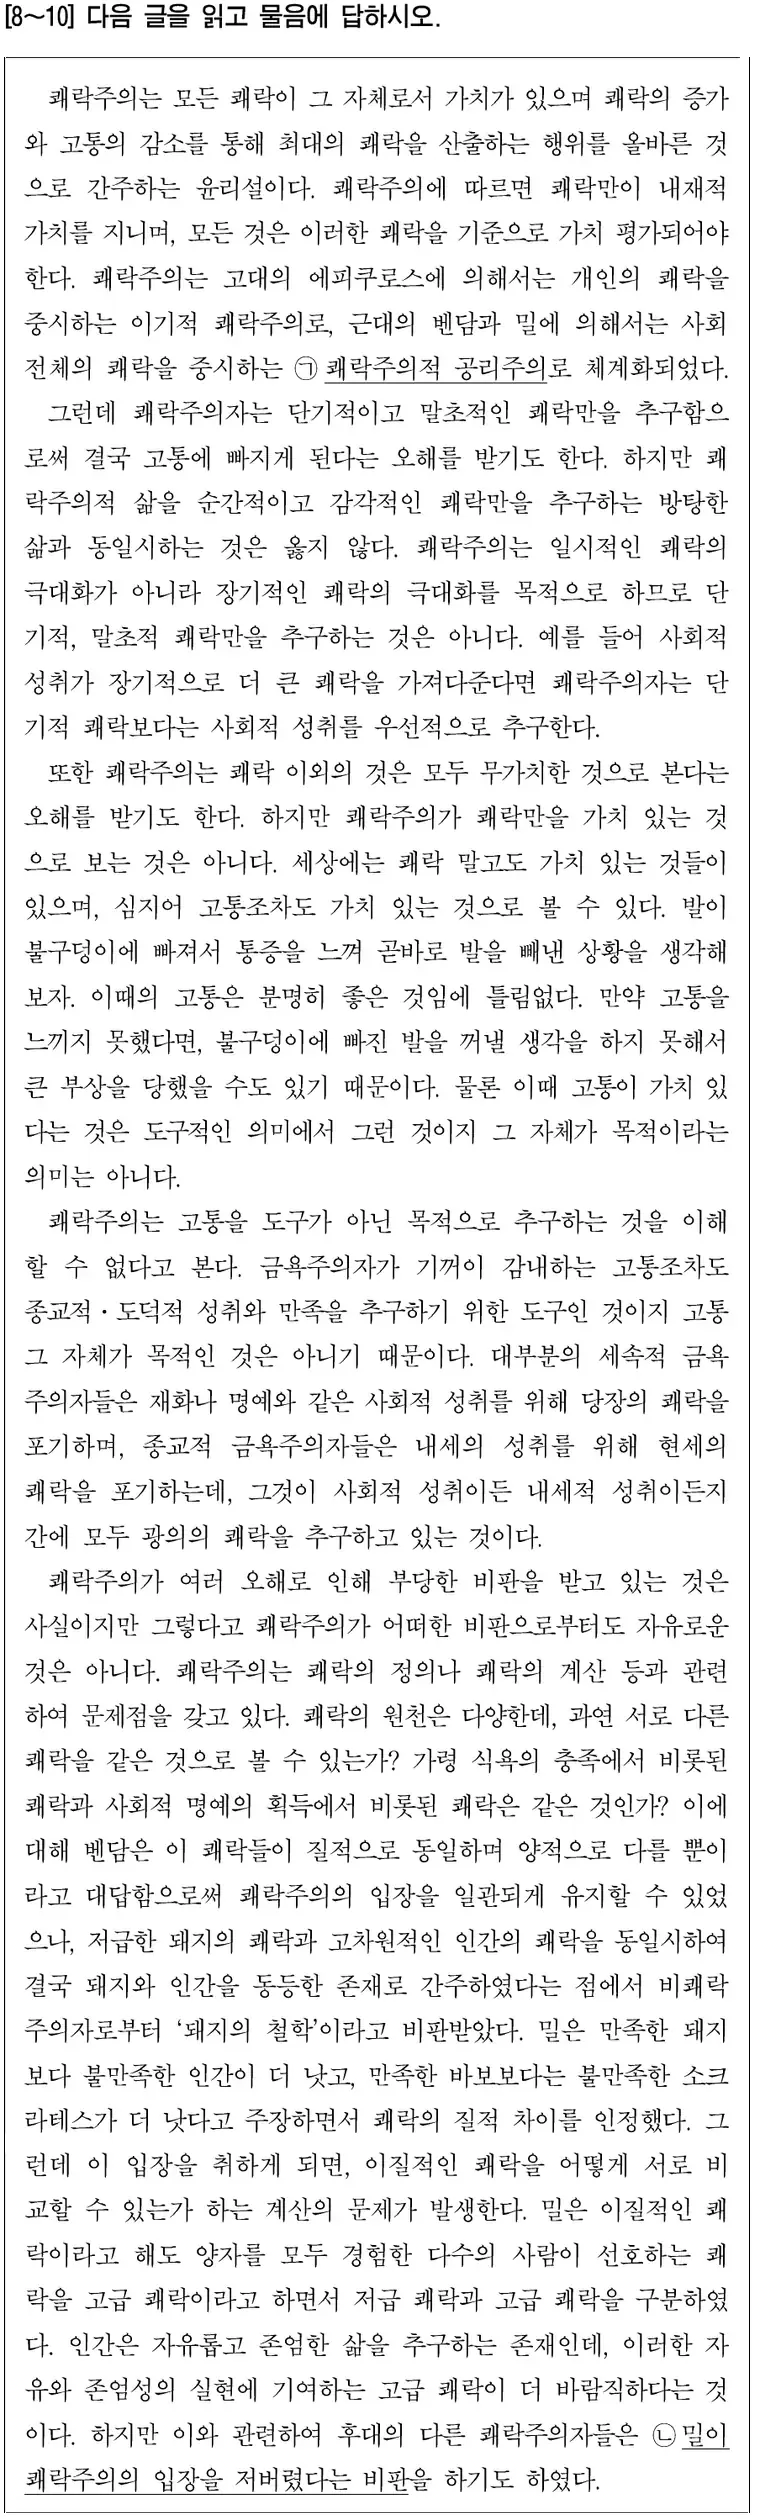 [8~10] 다음 글을 읽고 물음에 답하시오.
쾌락주의는 모든 쾌락이 그 자체로서 가치가 있으며 쾌락의 증가
와 고통의 감소를 통해 최대의 쾌락을 산출하는 행위를 올바른 것
으로 간주하는 윤리설이다. 쾌락주의에 따르면 쾌락만이 내재적
가치를 지니며, 모든 것은 이러한 쾌락을 기준으로 가치 평가되어야
한다. 쾌락주의는 고대의 에피쿠로스에 의해서는 개인의 쾌락을
중시하는 이기적 쾌락주의로, 근대의 벤담과 밀에 의해서는 사회
전체의 쾌락을 중시하는 ㉠ 쾌락주의적 공리주의로 체계화되었다.
그런데 쾌락주의자는 단기적이고 말초적인 쾌락만을 추구함으
로써 결국 고통에 빠지게 된다는 오해를 받기도 한다. 하지만 쾌
락주의적 삶을 순간적이고 감각적인 쾌락만을 추구하는 방탕한
삶과 동일시하는 것은 옳지 않다. 쾌락주의는 일시적인 쾌락의
극대화가 아니라 장기적인 쾌락의 극대화를 목적으로 하므로 단
기적, 말초적 쾌락만을 추구하는 것은 아니다. 예를 들어 사회적
성취가 장기적으로 더 큰 쾌락을 가져다준다면 쾌락주의자는 단
기적 쾌락보다는 사회적 성취를 우선적으로 추구한다.
또한 쾌락주의는 쾌락 이외의 것은 모두 무가치한 것으로 본다는
오해를 받기도 한다. 하지만 쾌락주의가 쾌락만을 가치 있는 것
으로 보는 것은 아니다. 세상에는 쾌락 말고도 가치 있는 것들이
있으며, 심지어 고통조차도 가치 있는 것으로 볼 수 있다. 발이
불구덩이에 빠져서 통증을 느껴 곧바로 발을 빼낸 상황을 생각해
보자. 이때의 고통은 분명히 좋은 것임에 틀림없다. 만약 고통을
느끼지 못했다면, 불구덩이에 빠진 발을 꺼낼 생각을 하지 못해서
큰 부상을 당했을 수도 있기 때문이다. 물론 이때 고통이 가치 있
다는 것은 도구적인 의미에서 그런 것이지 그 자체가 목적이라는
의미는 아니다.
쾌락주의는 고통을 도구가 아닌 목적으로 추구하는 것을 이해
할 수 없다고 본다. 금욕주의자가 기꺼이 감내하는 고통조차도
종교적·도덕적 성취와 만족을 추구하기 위한 도구인 것이지 고통
그 자체가 목적인 것은 아니기 때문이다. 대부분의 세속적 금욕
주의자들은 재화나 명예와 같은 사회적 성취를 위해 당장의 쾌락을
포기하며, 종교적 금욕주의자들은 내세의 성취를 위해 현세의
쾌락을 포기하는데, 그것이 사회적 성취이든 내세적 성취이든지
간에 모두 광의의 쾌락을 추구하고 있는 것이다.
쾌락주의가 여러 오해로 인해 부당한 비판을 받고 있는 것은
사실이지만 그렇다고 쾌락주의가 어떠한 비판으로부터도 자유로운
것은 아니다. 쾌락주의는 쾌락의 정의나 쾌락의 계산 등과 관련
하여 문제점을 갖고 있다. 쾌락의 원천은 다양한데, 과연 서로 다른
쾌락을 같은 것으로 볼 수 있는가? 가령 식욕의 충족에서 비롯된
쾌락과 사회적 명예의 획득에서 비롯된 쾌락은 같은 것인가? 이에
대해 벤담은 이 쾌락들이 질적으로 동일하며 양적으로 다를 뿐이
라고 대답함으로써 쾌락주의의 입장을 일관되게 유지할 수 있었
으나, 저급한 돼지의 쾌락과 고차원적인 인간의 쾌락을 동일시하여
결국 돼지와 인간을 동등한 존재로 간주하였다는 점에서 비쾌락
주의자로부터 ‘돼지의 철학’이라고 비판받았다. 밀은 만족한 돼지
보다 불만족한 인간이 더 낫고, 만족한 바보보다는 불만족한 소크
라테스가 더 낫다고 주장하면서 쾌락의 질적 차이를 인정했다. 그
런데 이 입장을 취하게 되면, 이질적인 쾌락을 어떻게 서로 비
교할 수 있는가 하는 계산의 문제가 발생한다. 밀은 이질적인 쾌
락이라고 해도 양자를 모두 경험한 다수의 사람이 선호하는 쾌
락을 고급 쾌락이라고 하면서 저급 쾌락과 고급 쾌락을 구분하였
다. 인간은 자유롭고 존엄한 삶을 추구하는 존재인데, 이러한 자
유와 존엄성의 실현에 기여하는 고급 쾌락이 더 바람직하다는 것
이다. 하지만 이와 관련하여 후대의 다른 쾌락주의자들은 ㉡ 밀이
쾌락주의의 입장을 저버렸다는 비판을 하기도 하였다.